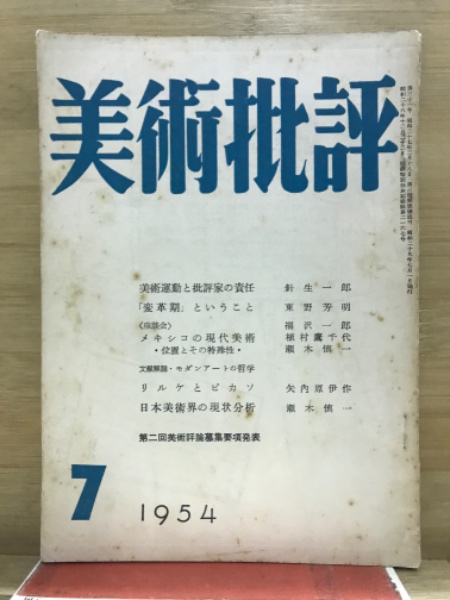 美術批評
美術運動と批評家の責任 針生一郎
「変革期」ということ 東野芳明
《座談会》 福沢一郎
メキシコの現代美術 植村鷹千代
・位置とその特殊性・ 瀬木慎一
文献解題・モダンアートの哲学
リルケとピカソ 矢内原伊作
日本美術界の現状分析 瀬木慎一
第二回美術評論募集要項発表
7
1954